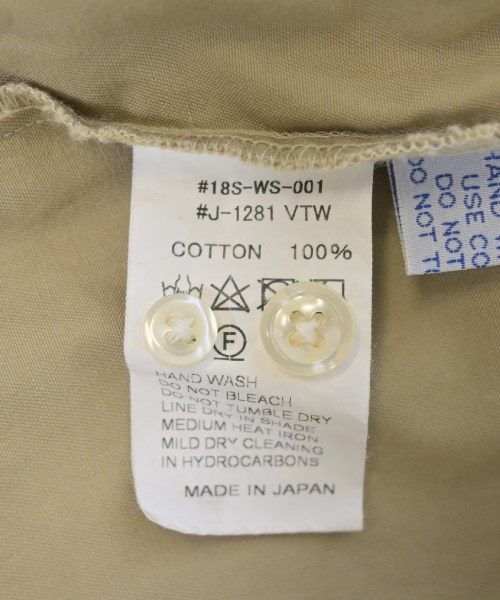 #18S-WS-001
#J-1281 VTW
COTTON 100%
F
HAND WASH
DO NOT BLEACH
DO NOT TUMBLE DRY
LINE DRY IN SHADE
MEDIUM HEAT IRON
MILD DRY CLEANING
IN HYDROCARBONS
MADE IN JAPAN
HAND
USE CO
DO NOT
DO NOT T